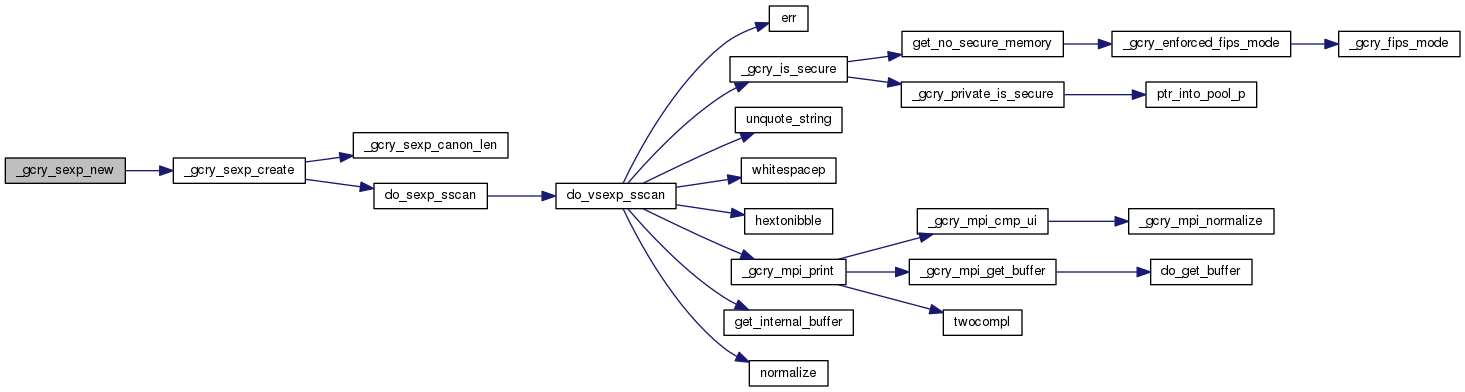 _gcry_sexp_new
_gcry_sexp_create
_gcry_sexp_canon_len
do_sexp_sscan
do_vsexp_sscan
err
_gcry_is_secure
get_no_secure_memory
_gcry_enforced_fips_mode
_gcry_fips_mode
_gcry_private_is_secure
ptr_into_pool_p
unquote_string
whitespacep
hextonibble
_gcry_mpi_print
_gcry_mpi_cmp_ui
_gcry_mpi_normalize
_gcry_mpi_get_buffer
do_get_buffer
twocompl
get_internal_buffer
normalize